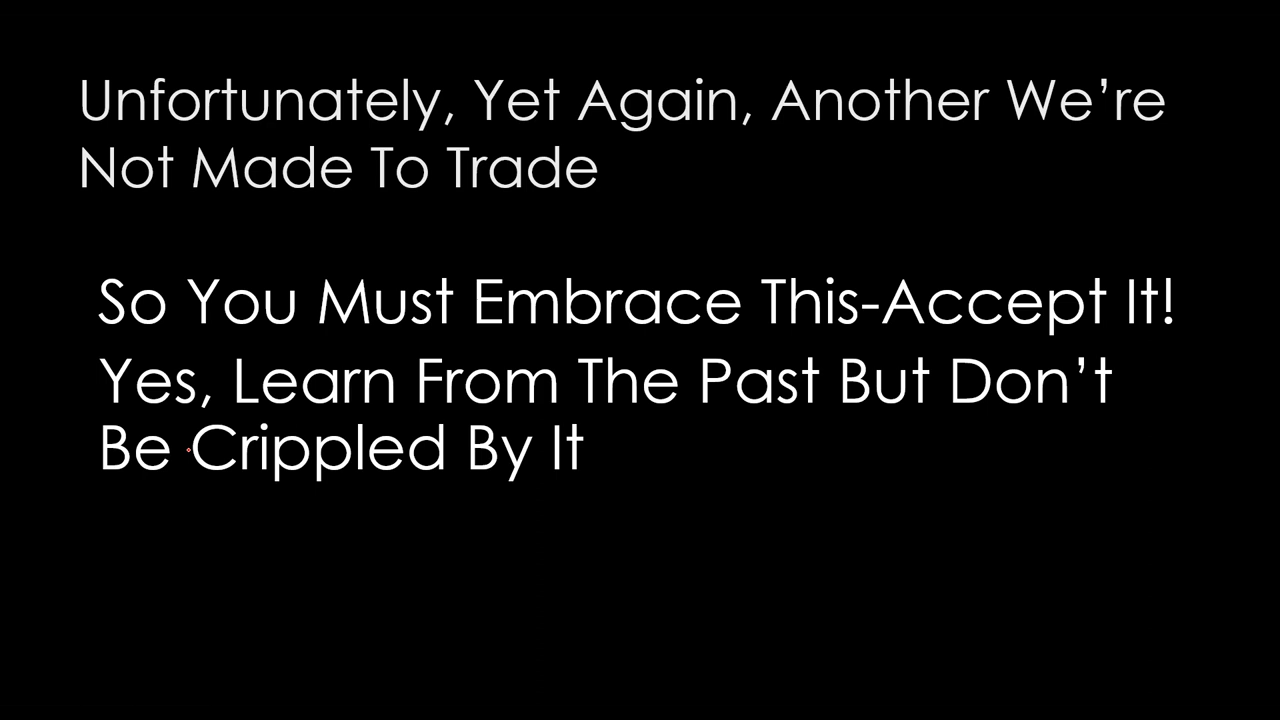 Unfortunately, Yet Again, Another We’re
Not Made To Trade
So You Must Embrace This-Accept It!
Yes, Learn From The Past But Don’t
Be Crippled By It